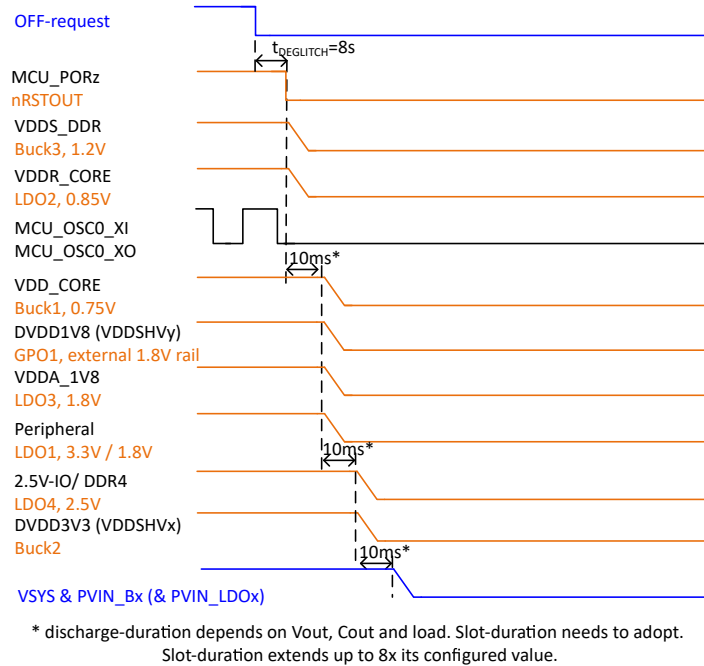 OFF-request
tDEGLITCH=8s
MCU_PORz
nRSTOUT
VDDS_DDR
Buck3, 1.2V
VDDR_CORE
LDO2, 0.85V
MCU_OSC0_XI
MCU_OSC0_XO
10ms*
VDD_CORE
Buck1, 0.75V
DVDD1V8 (VDDSHVy)
GPO1, external 1.8V rail
VDDA_1V8
LDO3, 1.8V
Peripheral
LDO1, 3.3V / 1.8V
10ms*
2.5V-IO/ DDR4
LDO4, 2.5V
DVDD3V3 (VDDSHVx)
Buck2
10ms*
VSYS & PVIN_Bx (& PVIN_LDOx)
* discharge-duration depends on Vout, Cout and load. Slot-duration needs to adopt.
Slot-duration extends up to 8x its configured value.